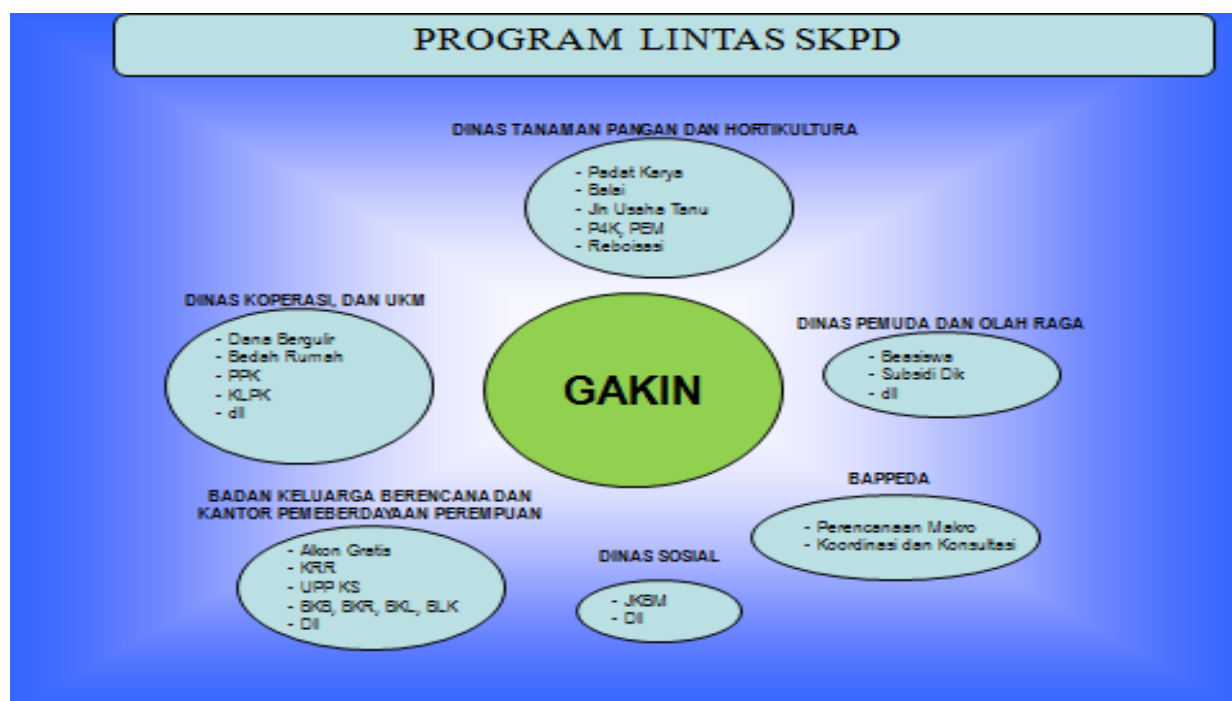 PROGRAM LINTAS SKPD
DINAS TANAMAN PANGAN DAN HORTIKULTURA
- Padat Karya
- Balai
- Jln Usaha Tanu
- P4K, PEM
- Reboisasi
DINAS KOPERASI, DAN UKM
- Dana Bergulir
- Bedah Rumah
- PPK
- KLPK
- dll
GAKIN
DINAS PEMUDA DAN OLAH RAGA
- Beasiswa
- Subsidi Dik
- dll
BADAN KELUARGA BERENCANA DAN
KANTOR PEMEBERDAYAAN PEREMPUAN
- Alkon Gratis
- KRR
- UPP KS
- BKB, BKR, BKL, BLK
- Dll
DINAS SOSIAL
- JKBM
- Dll
BAPPEDA
- Perencanaan Makro
- Koordinasi dan Konsultasi